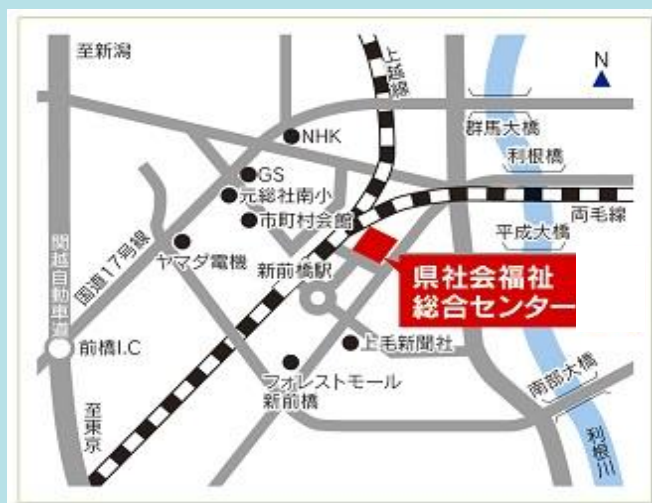 至新潟
上越線
N
NHK
群馬大橋
利根橋
GS
元総社南小
市町村会館
両毛線
平成大橋
ヤマダ電機
新前橋駅
国道17号線
関越自動車道
県社会福祉
総合センター
前橋I.C
上毛新聞社
フォレストモール
新前橋
南部大橋
至東京
利根川